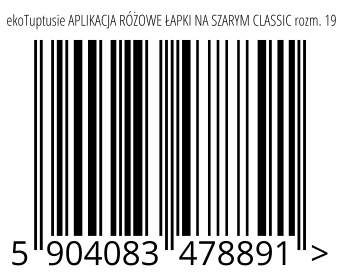 ekoTuptusie APLIKACJA RÓŻOWE ŁAPKI NA SZARYM CLASSIC rozm. 19
5 904083 478891 >